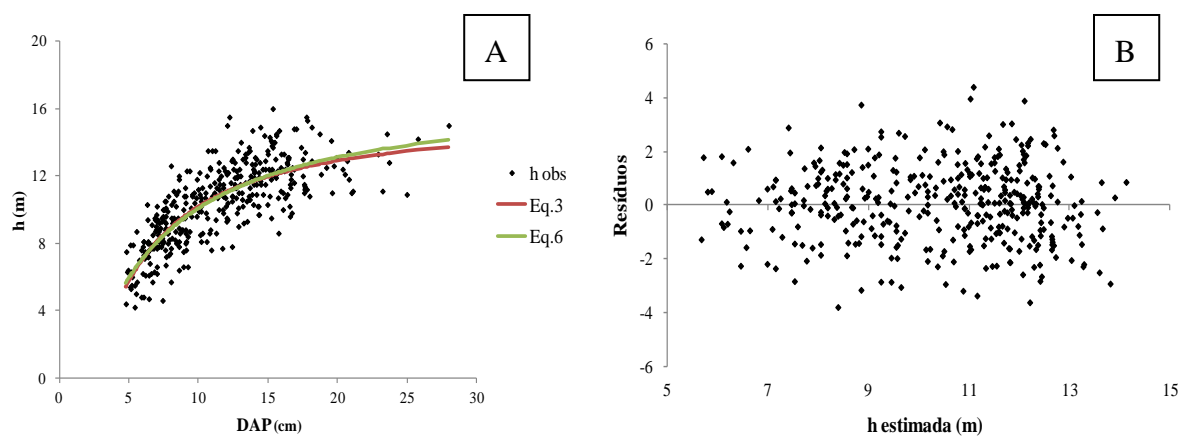 A
h (m)
20
16
12
8
4
0
0 5 10 15 20 25 30
DAP (cm)
h obs
Eq.3
Eq.6
B
Resíduos
6
4
2
0
-2
-4
-6
5 7 9 11 13 15
h estimada (m)